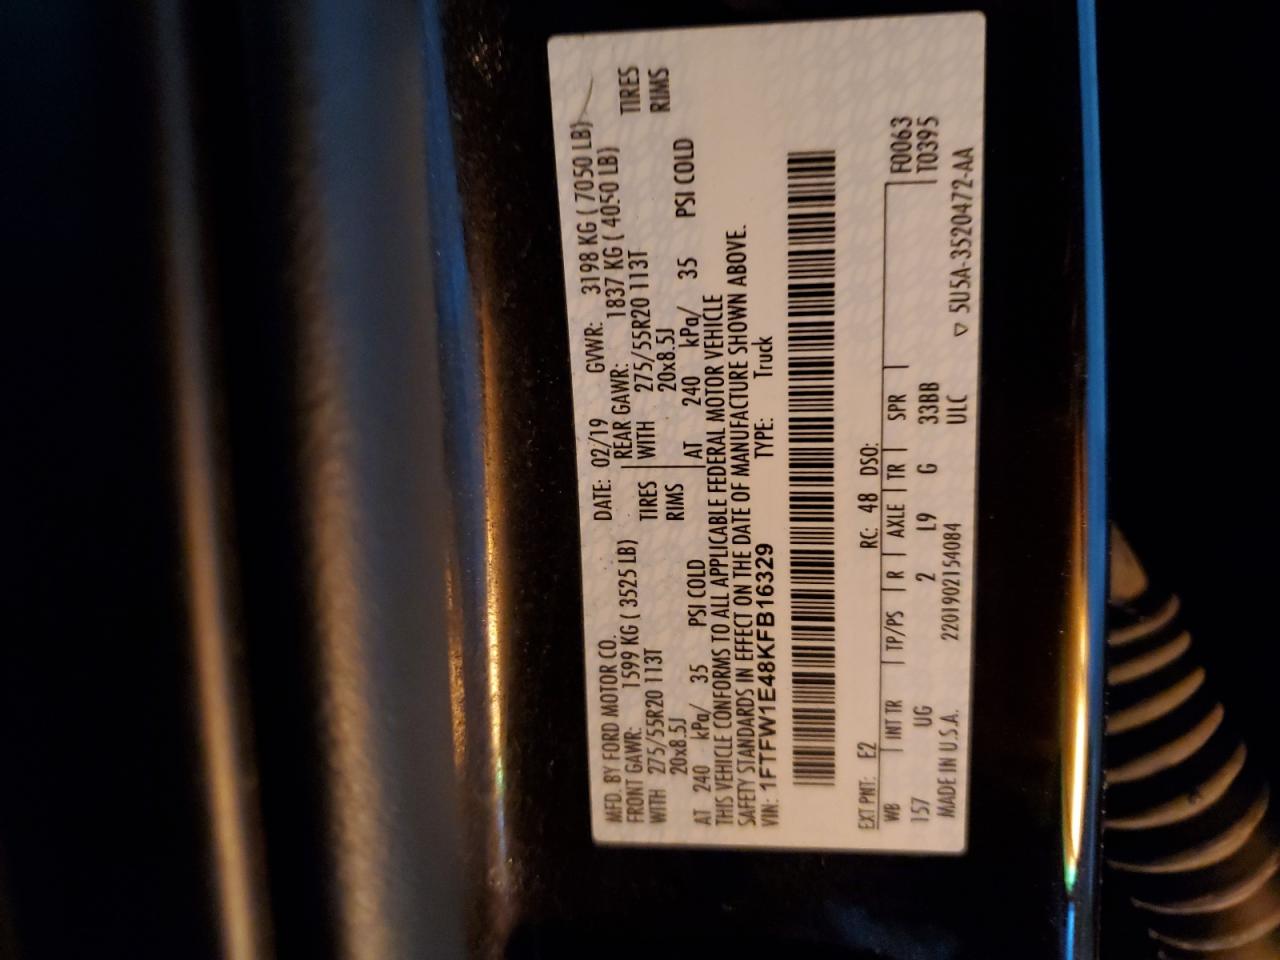 MFD. BY FORD MOTOR CO. DATE: 02/19 GVWR: 3198 KG ( 7050 LB)
FRONT GAWR: 1599 KG ( 3525 LB) REAR GAWR: 1837 KG ( 4050 LB)
WITH 275/55R20 113T TIRES WITH 275/55R20 113T TIRES
20x8.5J RIMS 20x8.5J RIMS
AT 240 kPa/ 35 PSI COLD AT 240 kPa/ 35 PSI COLD
THIS VEHICLE CONFORMS TO ALL APPLICABLE FEDERAL MOTOR VEHICLE
SAFETY STANDARDS IN EFFECT ON THE DATE OF MANUFACTURE SHOWN ABOVE.
VIN: 1FTFW1E48KFB16329 TYPE: Truck
EXT PNT: E2 RC: 48 DSO:
WB INT TR TP/PS R AXLE TR SPR F0063
157 UG 2 L9 G 33BB T0395
MADE IN U.S.A. 2201902154084 ULC ▽ 5U5A-3520472-AA